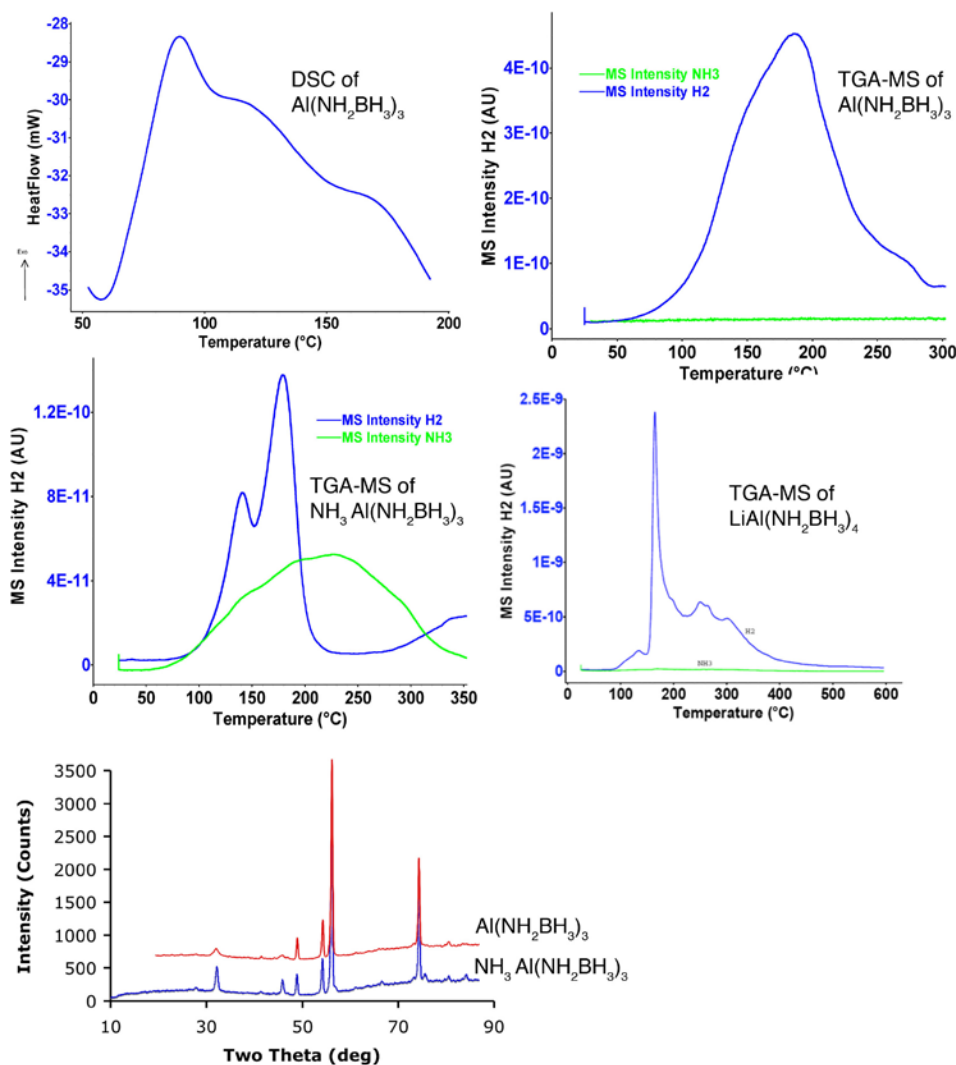 -28
-29
-30
-31
-32
-33
-34
-35
HeatFlow (mW)
Exo
DSC of
Al(NH₂BH₃)₃
50
100
150
200
Temperature (°C)
4E-10
3E-10
2E-10
1E-10
0
MS Intensity H2 (AU)
MS Intensity NH3
MS Intensity H2
TGA-MS of
Al(NH₂BH₃)₃
0
50
100
150
200
250
300
Temperature (°C)
1.2E-10
8E-11
4E-11
0
MS Intensity H2 (AU)
MS Intensity H2
MS Intensity NH3
TGA-MS of
NH₃ Al(NH₂BH₃)₃
0
50
100
150
200
250
300
350
Temperature (°C)
2.5E-9
2E-9
1.5E-9
1E-9
5E-10
0
MS Intensity H2 (AU)
TGA-MS of
LiAl(NH₂BH₃)₄
H2
NH3
0
100
200
300
400
500
600
Temperature (°C)
3500
3000
2500
2000
1500
1000
500
0
Intensity (Counts)
Al(NH₂BH₃)₃
NH₃ Al(NH₂BH₃)₃
10
30
50
70
90
Two Theta (deg)